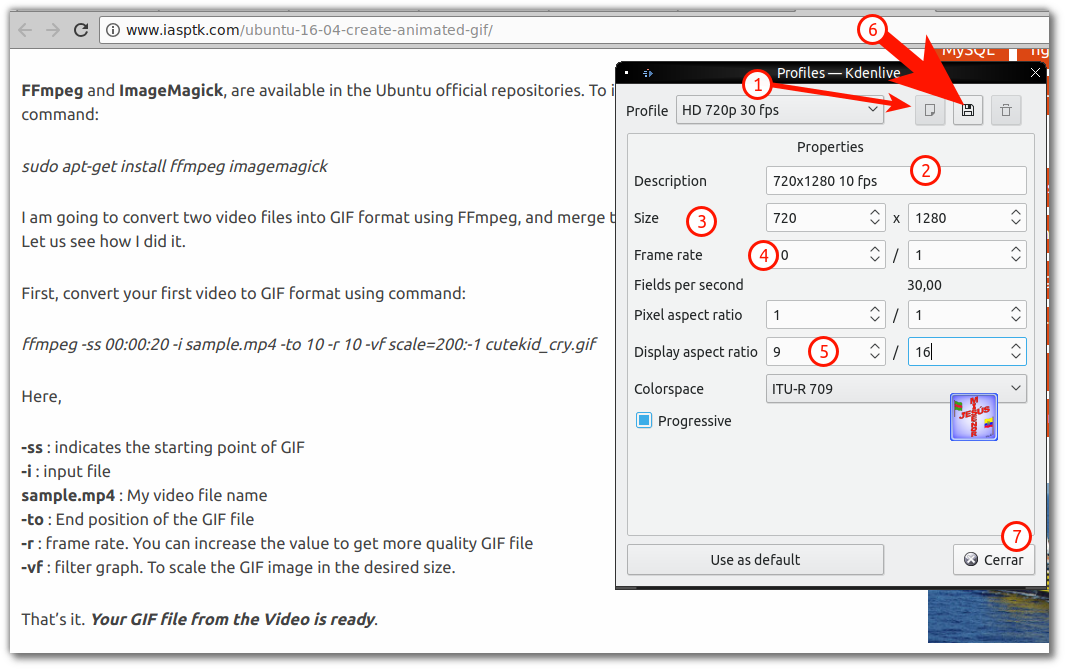 www.iasptk.com/ubuntu-16-04-create-animated-gif/
FFmpeg and ImageMagick, are available in the Ubuntu official repositories. To i
command:
sudo apt-get install ffmpeg imagemagick
I am going to convert two video files into GIF format using FFmpeg, and merge t
Let us see how I did it.
First, convert your first video to GIF format using command:
ffmpeg -ss 00:00:20 -i sample.mp4 -to 10 -r 10 -vf scale=200:-1 cutekid_cry.gif
Here,
-ss : indicates the starting point of GIF
-i : input file
sample.mp4 : My video file name
-to : End position of the GIF file
-r : frame rate. You can increase the value to get more quality GIF file
-vf : filter graph. To scale the GIF image in the desired size.
That's it. Your GIF file from the Video is ready.
MySQL
6
Profiles — Kdenlive
1
Profile HD 720p 30 fps
Properties
2
Description 720x1280 10 fps
Size 3 720 x 1280
Frame rate 4 0 / 1
Fields per second 30,00
Pixel aspect ratio 1 / 1
Display aspect ratio 9 5 / 16
Colorspace ITU-R 709
JESÚS
Progressive
7
Use as default Cerrar